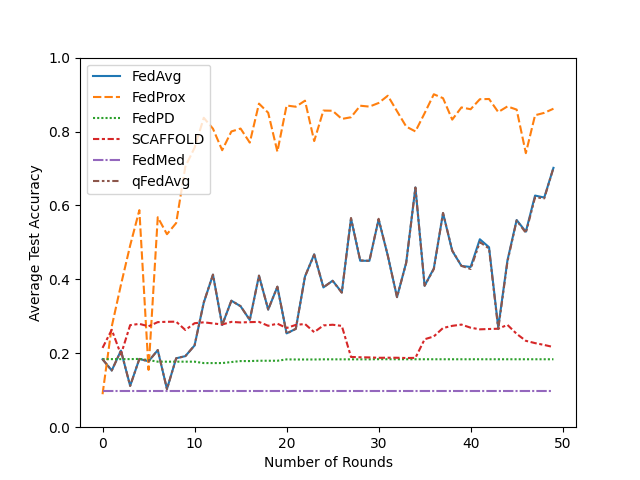 1.0
0.8
0.6
0.4
0.2
0.0
Average Test Accuracy
FedAvg
FedProx
FedPD
SCAFFOLD
FedMed
qFedAvg
0 10 20 30 40 50
Number of Rounds